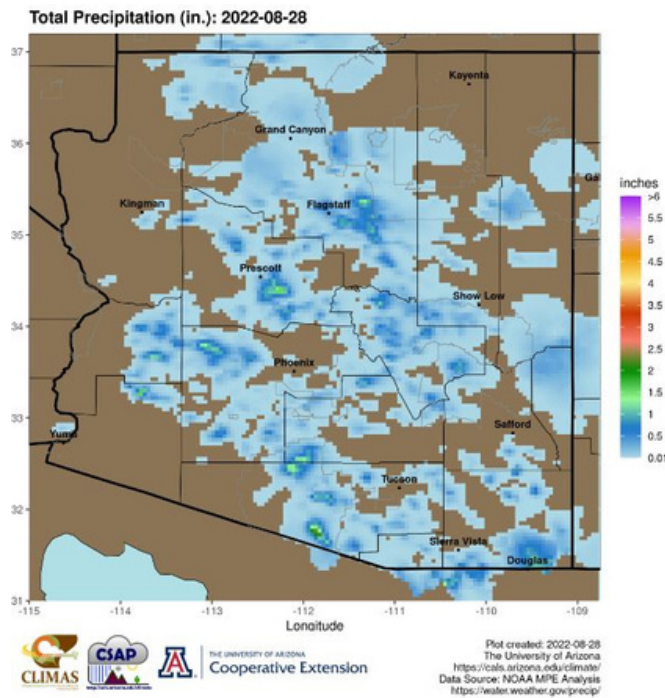 Total Precipitation (in.): 2022-08-28
37
36
35
34
33
32
31
Kayenta
Grand Canyon
Kingman
Flagstaff
Prescott
Show Low
Phoenix
Safford
Yuma
Tucson
Sierra Vista
Douglas
-115
-114
-113
-112
-111
-110
-109
Longitude
inches
>6
5.5
5
4.5
4
3.5
3
2.5
2
1.5
1
0.5
0.01
CLIMAS
CSAP
A
THE UNIVERSITY OF ARIZONA
Cooperative Extension
Plot created: 2022-08-28
The University of Arizona
https://cals.arizona.edu/climate/
Data Source: NOAA MPE Analysis
https://water.weather.gov/precip/